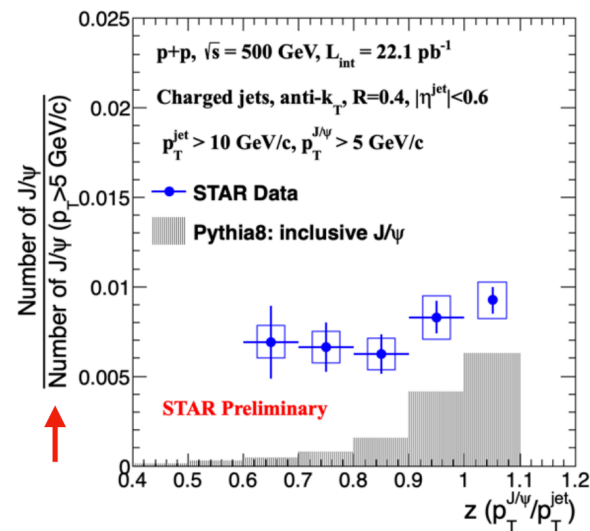 p+p, √s = 500 GeV, L_int = 22.1 pb⁻¹
Charged jets, anti-k_T, R=0.4, |η^jet|<0.6
p_T^jet > 10 GeV/c, p_T^J/ψ > 5 GeV/c
STAR Data
Pythia8: inclusive J/ψ
STAR Preliminary
Number of J/ψ
Number of J/ψ (p_T>5 GeV/c)
0.025
0.02
0.015
0.01
0.005
0
0.4 0.5 0.6 0.7 0.8 0.9 1 1.1 1.2
z (p_T^J/ψ/p_T^jet)